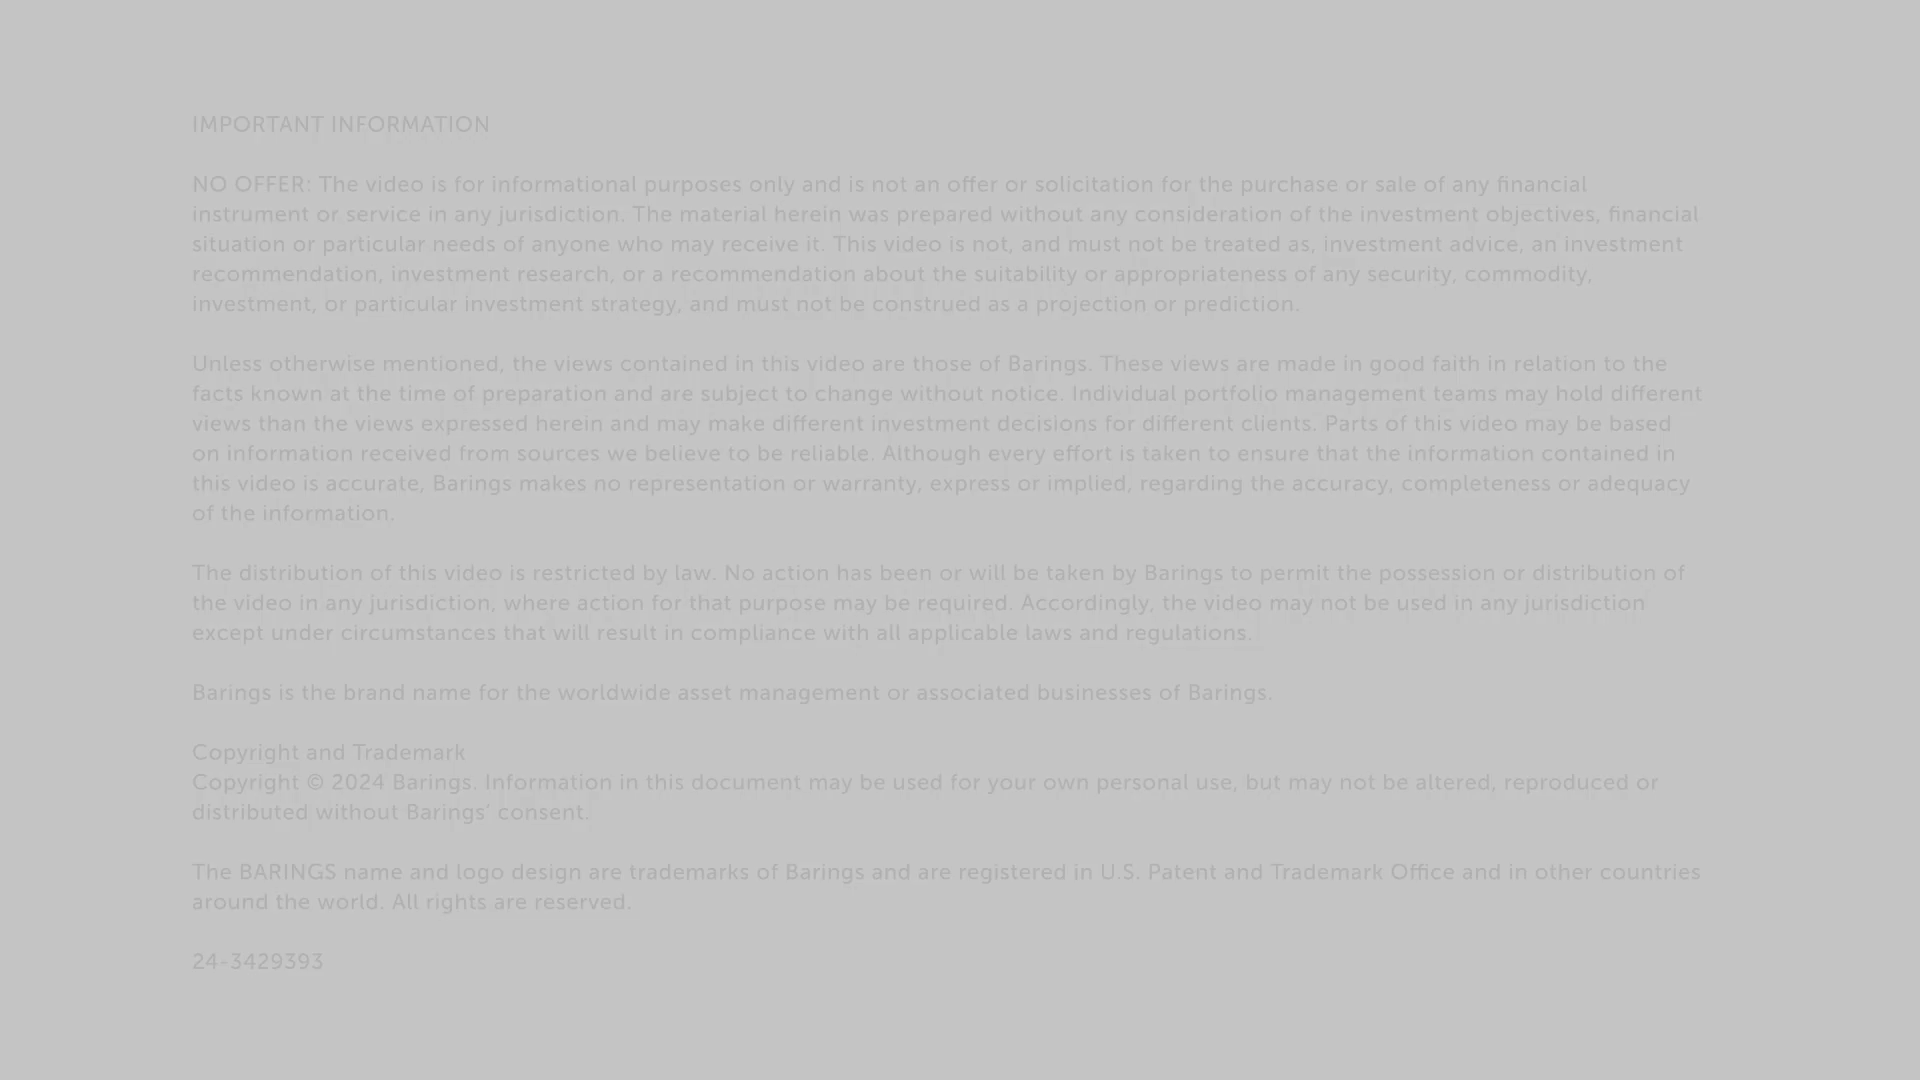 IMPORTANT INFORMATION
NO OFFER: The video is for informational purposes only and is not an offer or solicitation for the purchase or sale of any financial
instrument or service in any jurisdiction. The material herein was prepared without any consideration of the investment objectives, financial
situation or particular needs of anyone who may receive it. This video is not, and must not be treated as, investment advice, an investment
recommendation, investment research, or a recommendation about the suitability or appropriateness of any security, commodity,
investment, or particular investment strategy, and must not be construed as a projection or prediction.
Unless otherwise mentioned, the views contained in this video are those of Barings. These views are made in good faith in relation to the
facts known at the time of preparation and are subject to change without notice. Individual portfolio management teams may hold different
views than the views expressed herein and may make different investment decisions for different clients. Parts of this video may be based
on information received from sources we believe to be reliable. Although every effort is taken to ensure that the information contained in
this video is accurate, Barings makes no representation or warranty, express or implied, regarding the accuracy, completeness or adequacy
of the information.
The distribution of this video is restricted by law. No action has been or will be taken by Barings to permit the possession or distribution of
the video in any jurisdiction, where action for that purpose may be required. Accordingly, the video may not be used in any jurisdiction
except under circumstances that will result in compliance with all applicable laws and regulations.
Barings is the brand name for the worldwide asset management or associated businesses of Barings.
Copyright and Trademark
Copyright © 2024 Barings. Information in this document may be used for your own personal use, but may not be altered, reproduced or
distributed without Barings’ consent.
The BARINGS name and logo design are trademarks of Barings and are registered in U.S. Patent and Trademark Office and in other countries
around the world. All rights are reserved.
24-3429393